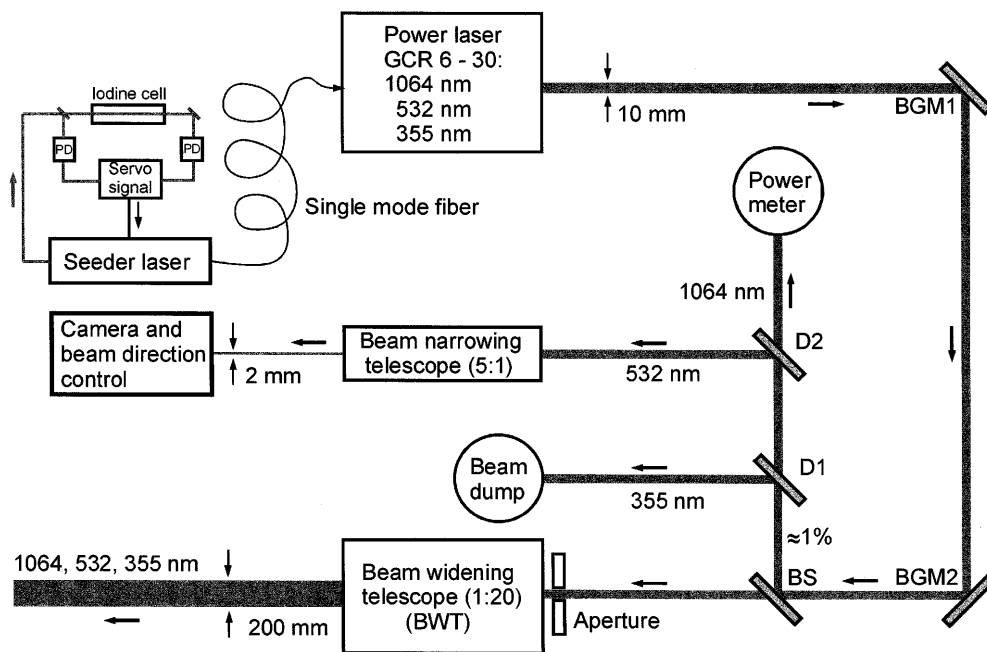 Power laser
GCR 6 - 30:
1064 nm
532 nm
355 nm
Iodine cell
PD
PD
Servo
signal
Seeder laser
Single mode fiber
10 mm
BGM1
Power
meter
1064 nm
Camera and
beam direction
control
2 mm
Beam narrowing
telescope (5:1)
532 nm
D2
Beam
dump
355 nm
D1
≈1%
1064, 532, 355 nm
200 mm
Beam widening
telescope (1:20)
(BWT)
Aperture
BS
BGM2